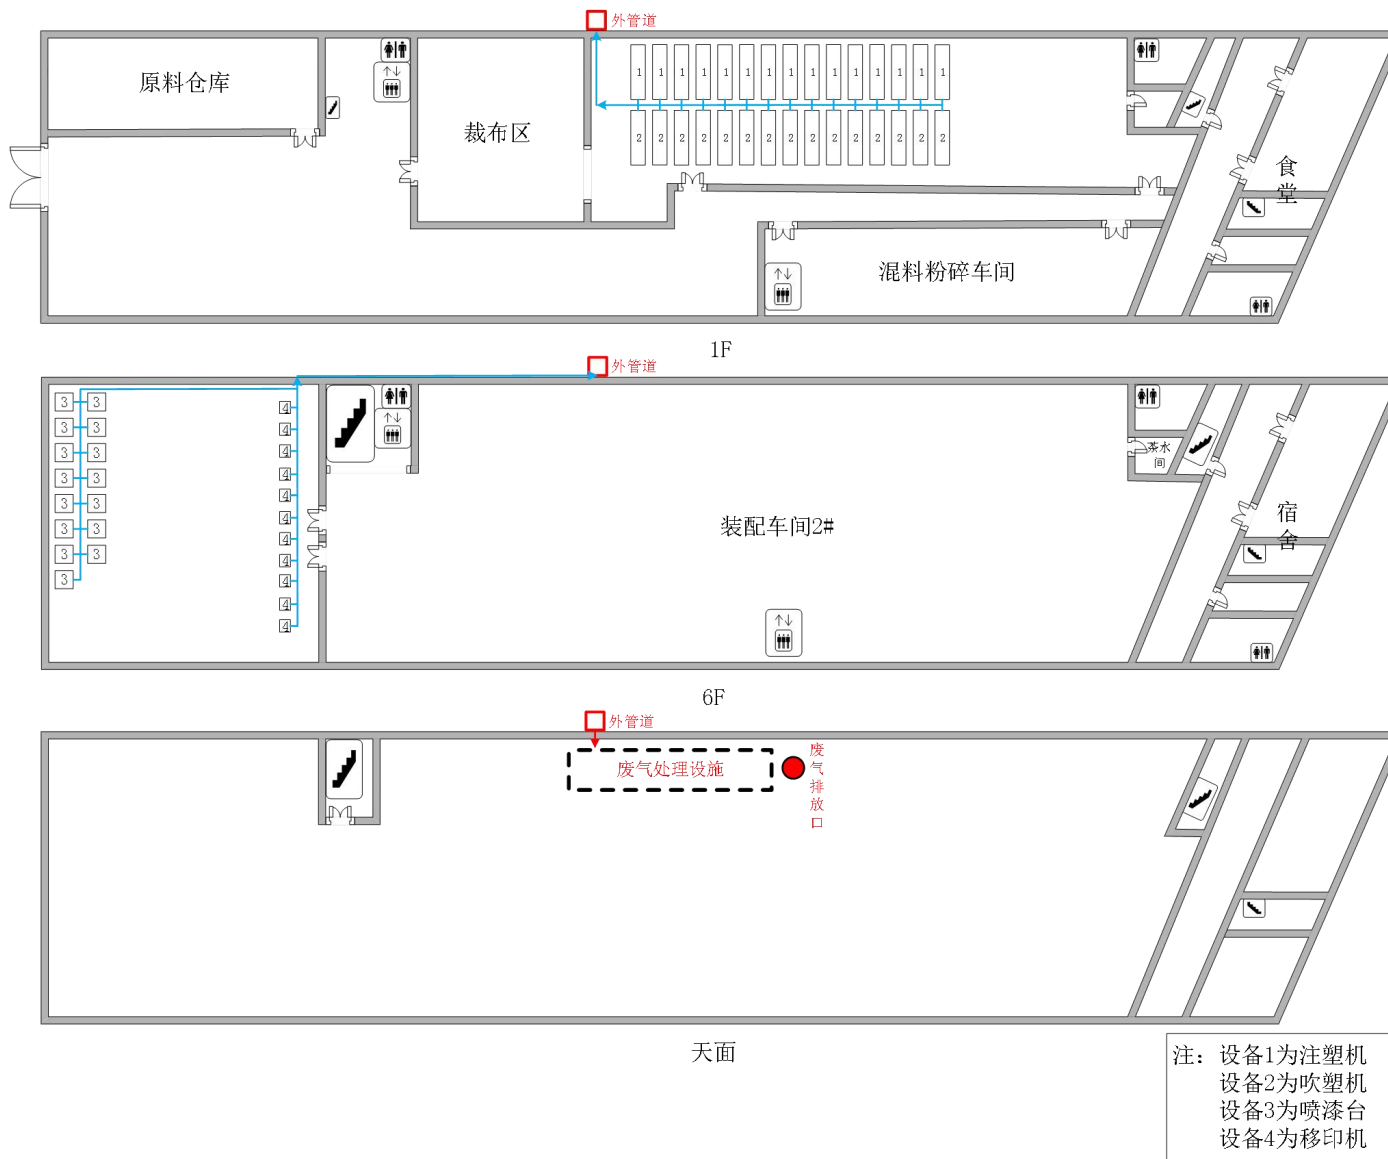 外管道
原料仓库
裁布区
1 1 1 1 1 1 1 1 1 1 1 1 1 1 1
2 2 2 2 2 2 2 2 2 2 2 2 2 2 2
食堂
混料粉碎车间
1F
外管道
3 3
3 3
3 3
3 3
3 3
3 3
3 3
3
4
4
4
4
4
4
4
4
4
4
4
茶水
间
装配车间2#
宿舍
6F
外管道
废气处理设施
废气排放口
天面
注：设备1为注塑机
设备2为吹塑机
设备3为喷漆台
设备4为移印机